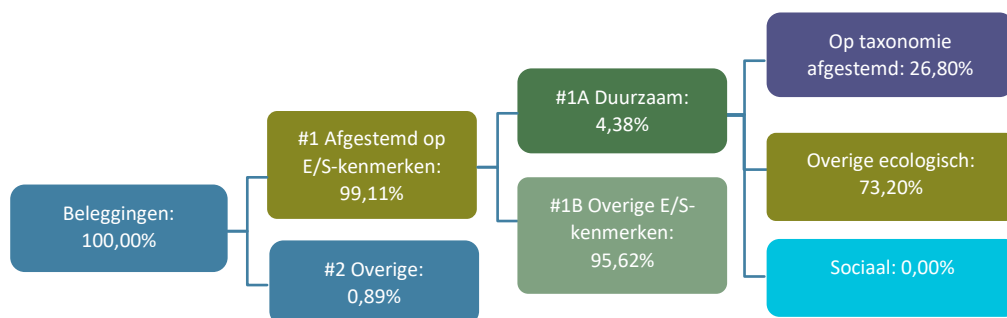 Beleggingen:
100,00%
#1 Afgestemd op
E/S-kenmerken:
99,11%
#2 Overige:
0,89%
#1A Duurzaam:
4,38%
#1B Overige E/S-
kenmerken:
95,62%
Op taxonomie
afgestemd: 26,80%
Overige ecologisch:
73,20%
Sociaal: 0,00%